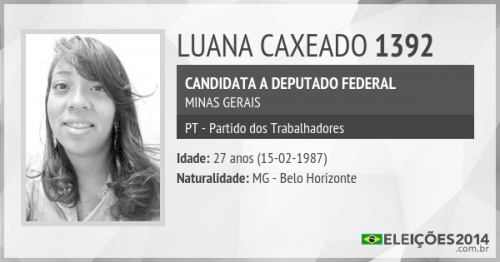 LUANA CAXEADO 1392
CANDIDATA A DEPUTADO FEDERAL
MINAS GERAIS
PT - Partido dos Trabalhadores
Idade: 27 anos (15-02-1987)
Naturalidade: MG - Belo Horizonte
ELEIÇÕES2014
.com.br